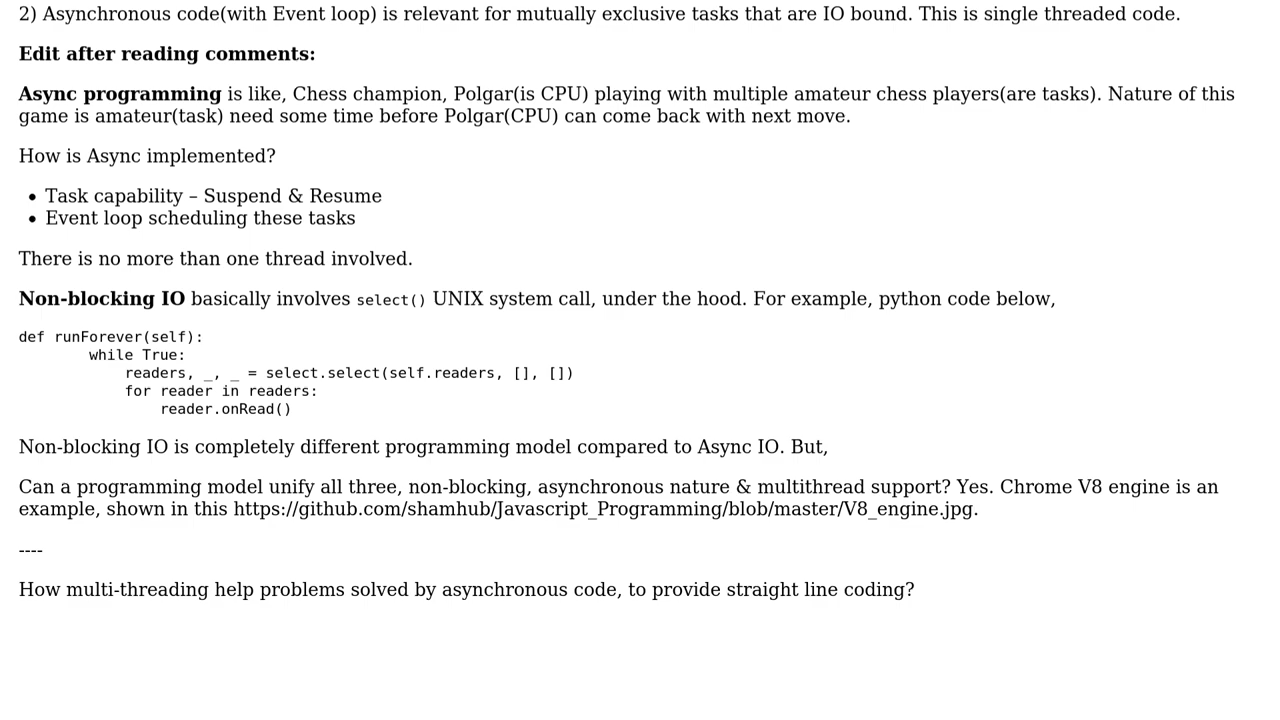 2) Asynchronous code(with Event loop) is relevant for mutually exclusive tasks that are IO bound. This is single threaded code.
Edit after reading comments:
Async programming is like, Chess champion, Polgar(is CPU) playing with multiple amateur chess players(are tasks). Nature of this
game is amateur(task) need some time before Polgar(CPU) can come back with next move.
How is Async implemented?
• Task capability – Suspend & Resume
• Event loop scheduling these tasks
There is no more than one thread involved.
Non-blocking IO basically involves select() UNIX system call, under the hood. For example, python code below,
def runForever(self):
        while True:
            readers, _, _ = select.select(self.readers, [], [])
            for reader in readers:
                reader.onRead()
Non-blocking IO is completely different programming model compared to Async IO. But,
Can a programming model unify all three, non-blocking, asynchronous nature & multithread support? Yes. Chrome V8 engine is an
example, shown in this https://github.com/shamhub/Javascript_Programming/blob/master/V8_engine.jpg.
----
How multi-threading help problems solved by asynchronous code, to provide straight line coding?